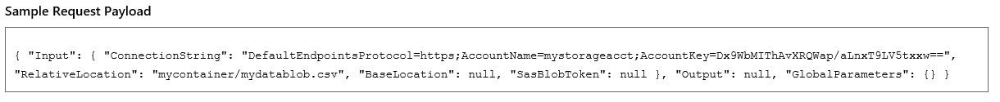 Sample Request Payload
{ "Input": { "ConnectionString": "DefaultEndpointsProtocol=https;AccountName=mystorageacct;AccountKey=Dx9WbMIThAvXRQWap/aLnxT9LV5txxw==",
"RelativeLocation": "mycontainer/mydatablob.csv", "BaseLocation": null, "SasBlobToken": null }, "Output": null, "GlobalParameters": {} }